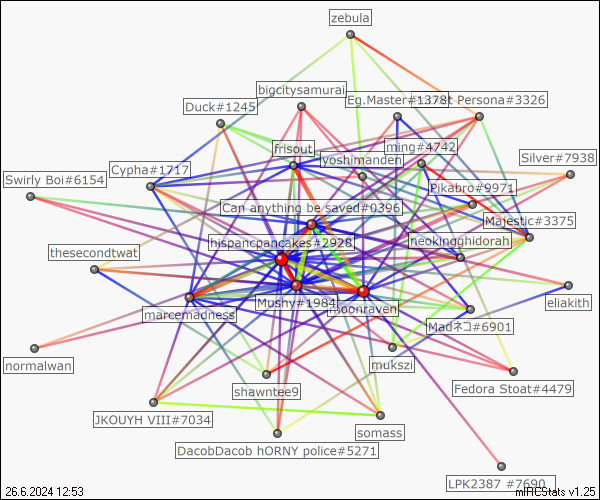 zebula
bigcitysamurai
Duck#1245
Eg.Master#1378
t Persona#3326
frisout
yoshimanden
ming#4742
Silver#7938
Cypha#1717
Swirly Boi#6154
Pikabro#9971
Can anything be saved#0396
Majestic#3375
hispancpancakes#2928
heokingghidorah
thesecondtwat
Mushy#1984
moonraven
eliakith
marcemadness
Madネコ#6901
normalwan
mukszi
shawntee9
Fedora Stoat#4479
JKOUYH VIII#7034
somass
DacobDacob hORNY police#5271
LPK2387 #7690
26.6.2024 12:53
mIRCStats v1.25